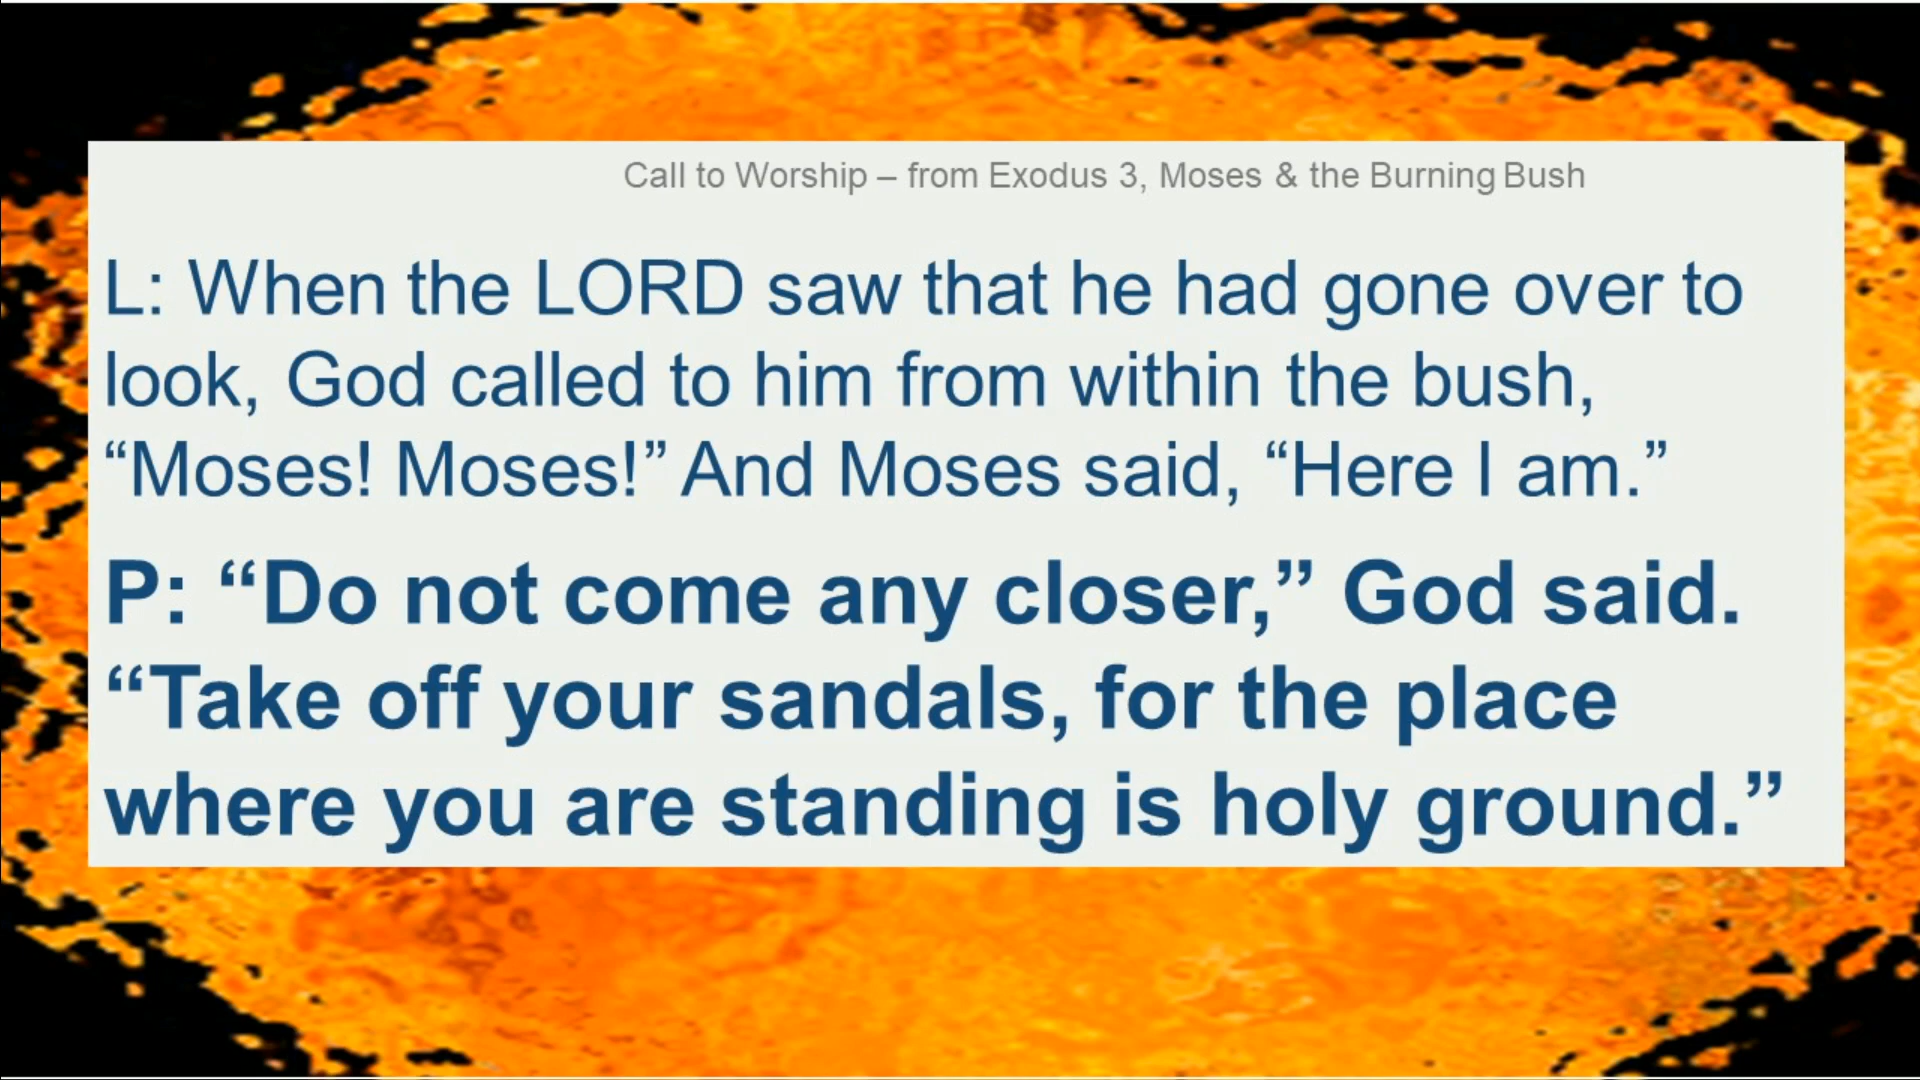 Call to Worship – from Exodus 3, Moses & the Burning Bush
L: When the LORD saw that he had gone over to
look, God called to him from within the bush,
“Moses! Moses!” And Moses said, “Here I am.”
P: “Do not come any closer,” God said.
“Take off your sandals, for the place
where you are standing is holy ground.”